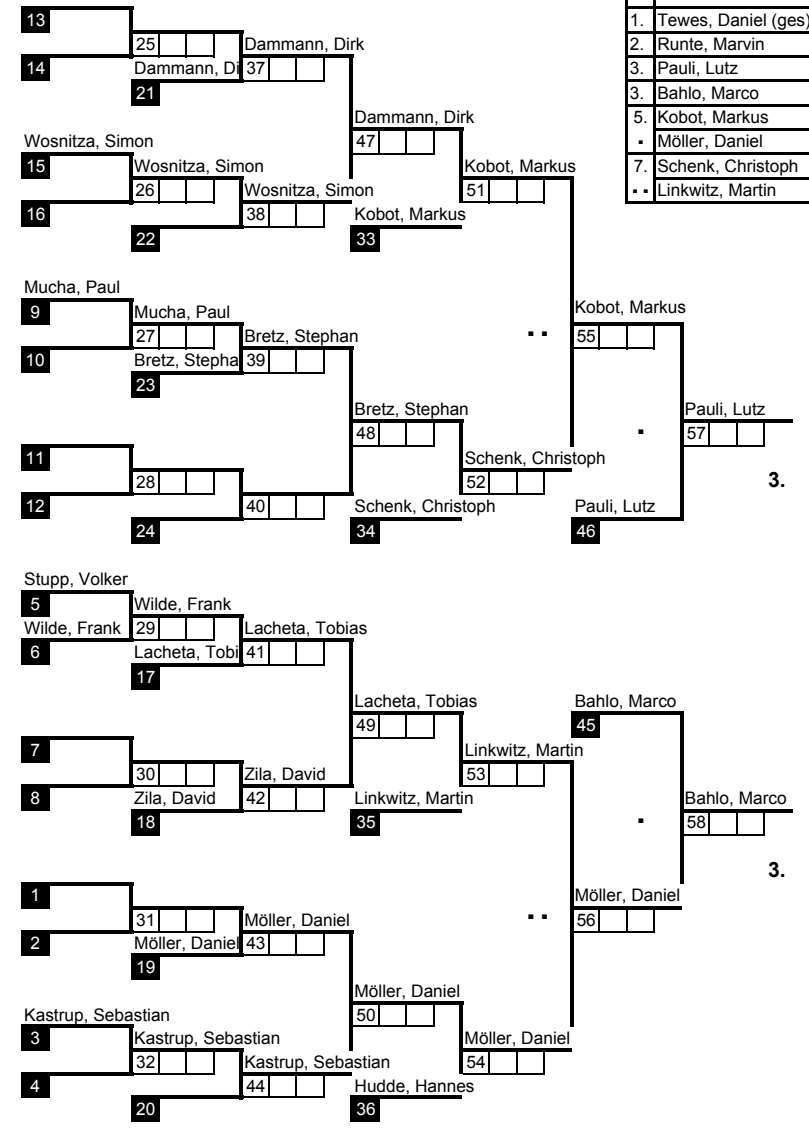 13
25 Dammann, Dirk
14 Dammann, Di 37
21
Dammann, Dirk
Wosnitza, Simon 47
15 Wosnitza, Simon Kobot, Markus
26 Wosnitza, Simon 51
16 38 Kobot, Markus
22 33
Mucha, Paul
9 Mucha, Paul Kobot, Markus
27 Bretz, Stephan .. 55
10 Bretz, Stepha 39
23
Bretz, Stephan Pauli, Lutz
48 . 57
11 Schenk, Christoph
28 52 3.
12 40 Schenk, Christoph Pauli, Lutz
24 34 46
Stupp, Volker
5 Wilde, Frank
Wilde, Frank 29 Lacheta, Tobias
6 Lacheta, Tobi 41
17
Lacheta, Tobias Bahlo, Marco
49 45
7 Linkwitz, Martin
30 Zila, David 53
8 Zila, David 42 Linkwitz, Martin Bahlo, Marco
18 35 . 58
3.
1 Möller, Daniel
31 Möller, Daniel .. 56
2 Möller, Daniel 43
19
Möller, Daniel
Kastrup, Sebastian 50
3 Kastrup, Sebastian Möller, Daniel
32 Kastrup, Sebastian 54
4 44 Hudde, Hannes
20 36
1. Tewes, Daniel (ges)
2. Runte, Marvin
3. Pauli, Lutz
3. Bahlo, Marco
5. Kobot, Markus
. Möller, Daniel
7. Schenk, Christoph
.. Linkwitz, Martin